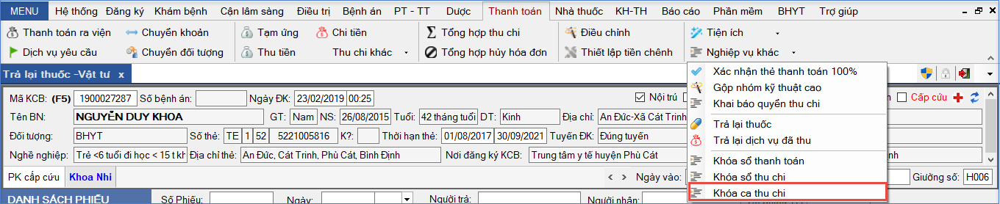 MENU Hệ thống Đăng ký Khám bệnh Cận lâm sàng Điều trị Bệnh án PT - TT Dược Thanh toán Nhà thuốc KH-TH Báo cáo Phần mềm BHYT Trợ giúp
Thanh toán ra viện Chuyển khoản Tạm ứng Chi tiền Tổng hợp thu chi Điều chỉnh Tiện ích
Dịch vụ yêu cầu Chuyển đối tượng Thu tiền Thu chi khác Tổng hợp hủy hóa đơn Thiết lập tiền chênh Nghiệp vụ khác
Trả lại thuốc -Vật tư x
Xác nhận thẻ thanh toán 100%
Gộp nhóm kỹ thuật cao
Khai báo quyển thu chi
Trả lại thuốc
Trả lại dịch vụ đã thu
Khóa sổ thanh toán
Khóa sổ thu chi
Khóa ca thu chi
Mã KCB: (F5) 1900027287 Số bệnh án: Ngày ĐK: 23/02/2019 00:25 Nội trú Cấp cứu
Tên BN: NGUYỄN DUY KHOA GT: Nam NS: 26/08/2015 Tuổi: 42 tháng tuổi DT: Kinh Địa chỉ: An Đức-Xã Cát Trinh
Đối tượng: BHYT Số thẻ: TE 1 52 5221005816 K?: Thời hạn thẻ: 01/08/2017 30/09/2021 Tuyến ĐK: Đúng tuyến
Nghề nghiệp: Trẻ <6 tuổi đi học < 15 t kh Địa chỉ thẻ: An Đức, Cát Trinh, Phù Cát, Bình Định Nơi đăng ký KCB: Trung tâm y tế huyện Phù Cát
PK cấp cứu Khoa Nhi Ngày vào: Giường số: H006
DANH SÁCH PHIẾU Số Phiếu: Ngày: Người trả: Người nhận: